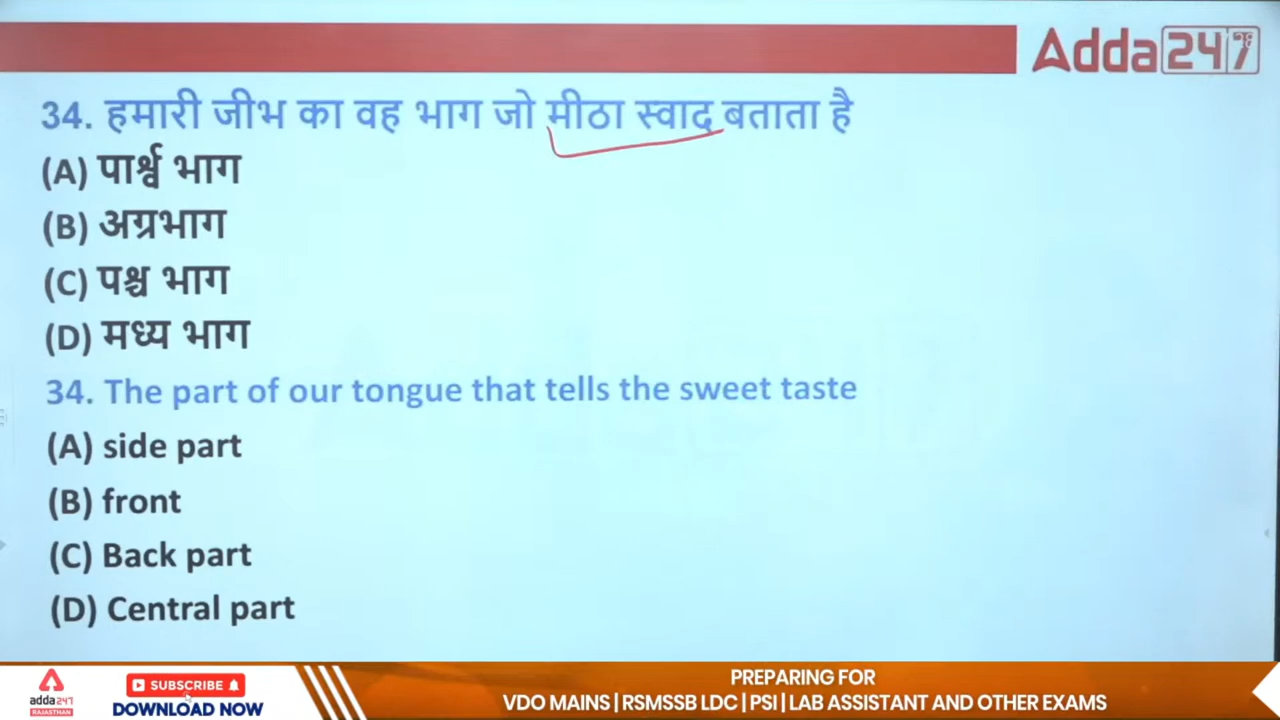 Adda247
34. हमारी जीभ का वह भाग जो मीठा स्वाद बताता है
(A) पार्श्व भाग
(B) अग्रभाग
(C) पश्च भाग
(D) मध्य भाग
34. The part of our tongue that tells the sweet taste
(A) side part
(B) front
(C) Back part
(D) Central part
adda247
RAJASTHAN
SUBSCRIBE
DOWNLOAD NOW
PREPARING FOR
VDO MAINS | RSMSSB LDC | PSI | LAB ASSISTANT AND OTHER EXAMS